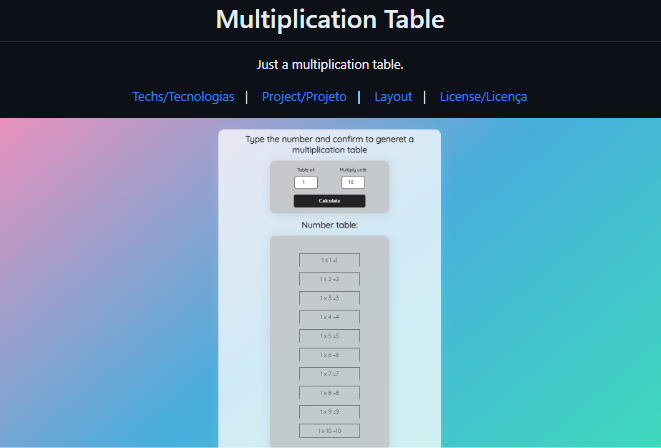 Multiplication Table
Just a multiplication table.
Techs/Tecnologias | Project/Projeto | Layout | License/Licença
Type the number and confirm to generet a
multiplication table
Table of: Multiply until:
1 10
Calculate
Number table:
1 x 1 =1
1 x 2 =2
1 x 3 =3
1 x 4 =4
1 x 5 =5
1 x 6 =6
1 x 7 =7
1 x 8 =8
1 x 9 =9
1 x 10 =10